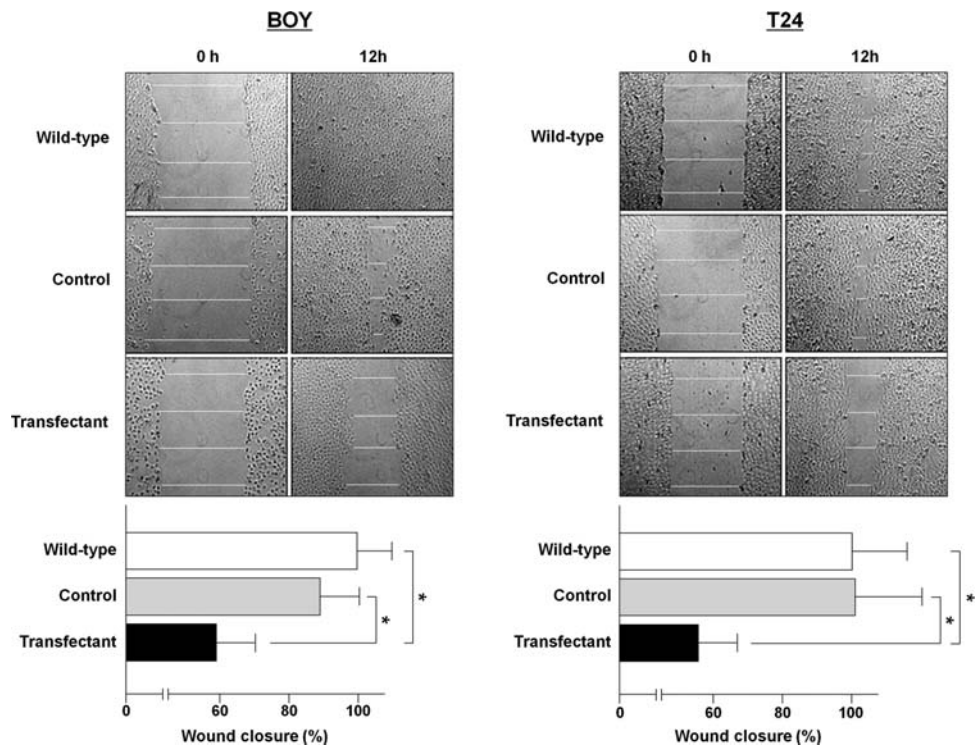 BOY
T24
0 h
12h
0 h
12h
Wild-type
Wild-type
Control
Control
Transfectant
Transfectant
Wild-type
Control
Transfectant
*
*
0
60
80
100
Wound closure (%)
Wild-type
Control
Transfectant
*
*
0
60
80
100
Wound closure (%)